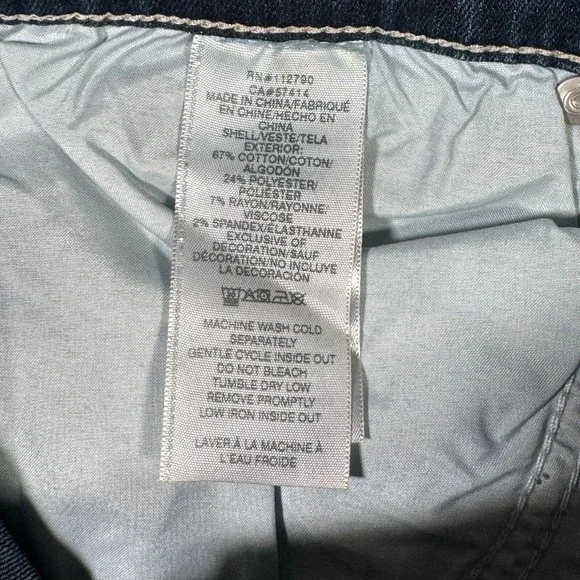 RN#112790
CA#57414
MADE IN CHINA/FABRIQUÉ
EN CHINE/HECHO EN
CHINA
SHELL/VESTE/TELA
EXTERIOR:
67% COTTON/COTON/
ALGODÓN
24% POLYESTER/
POLIÉSTER
7% RAYON/RAYONNE/
VISCOSE
2% SPANDEX/ÉLASTHANNE
EXCLUSIVE OF
DECORATION/SAUF
DÉCORATION/NO INCLUYE
LA DECORACIÓN
MACHINE WASH COLD
SEPARATELY
GENTLE CYCLE INSIDE OUT
DO NOT BLEACH
TUMBLE DRY LOW
REMOVE PROMPTLY
LOW IRON INSIDE OUT
LAVER À LA MACHINE À
L'EAU FROIDE